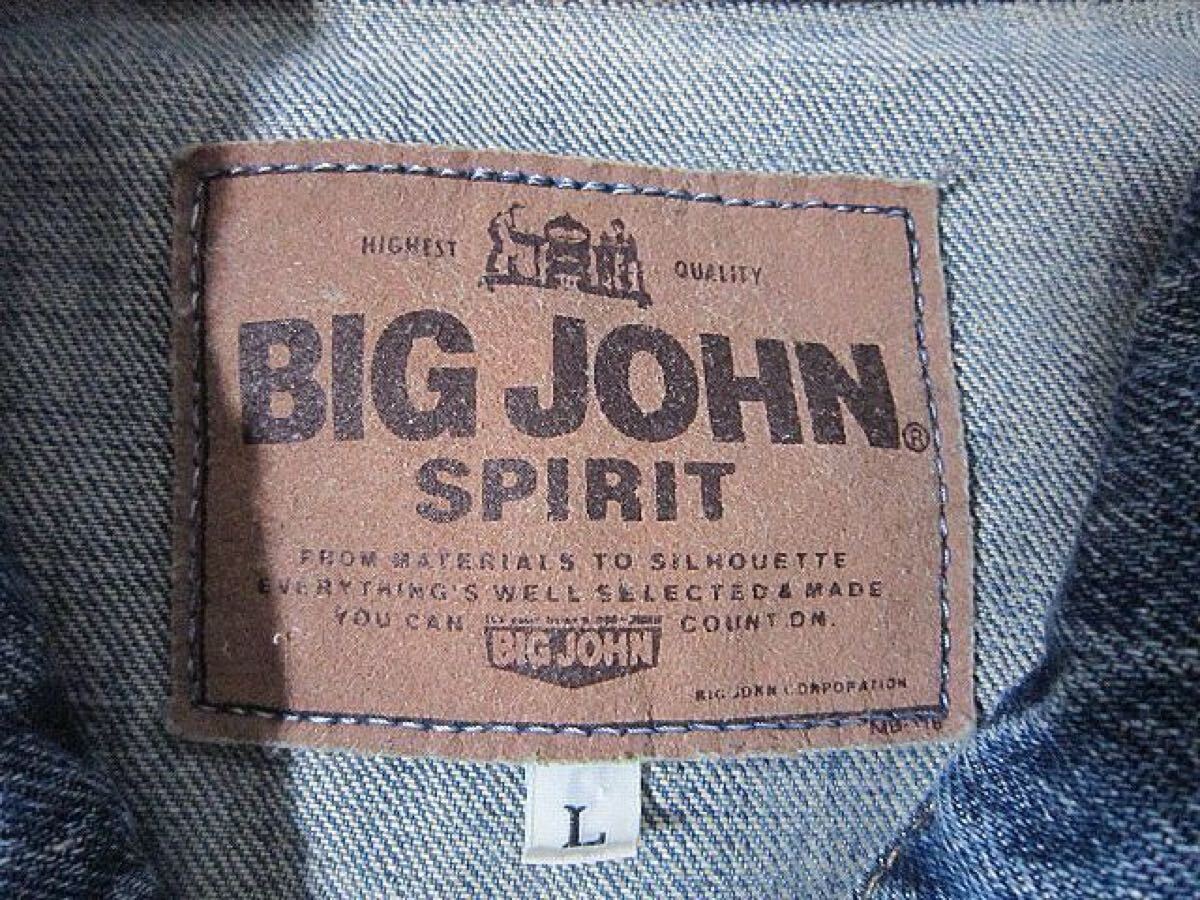 HIGHEST QUALITY
BIG JOHN®
SPIRIT
FROM MATERIALS TO SILHOUETTE
EVERYTHING'S WELL SELECTED & MADE
YOU CAN COUNT ON.
BIG JOHN
BIG JOHN CORPORATION
L